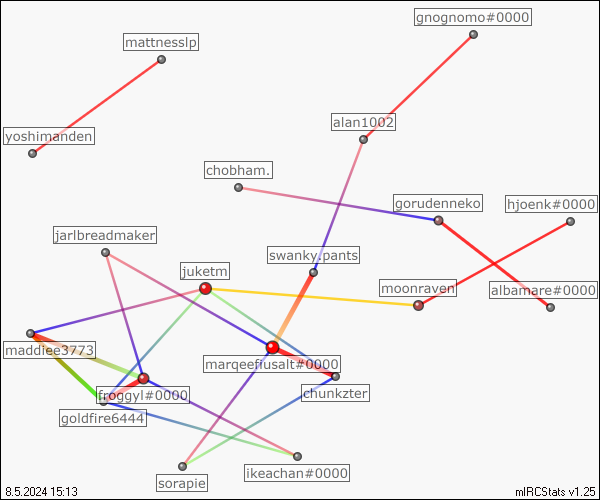 gnognomo#0000
mattnesslp
alan1002
yoshimanden
chobham.
gorudenneko
hjoenk#0000
jarlbreadmaker
swanky.pants
juketm
moonraven
albamare#0000
maddiee3773
marqeefiusalt#0000
froggyl#0000
chunkzter
goldfire6444
ikeachan#0000
sorapie
8.5.2024 15:13
mIRCStats v1.25